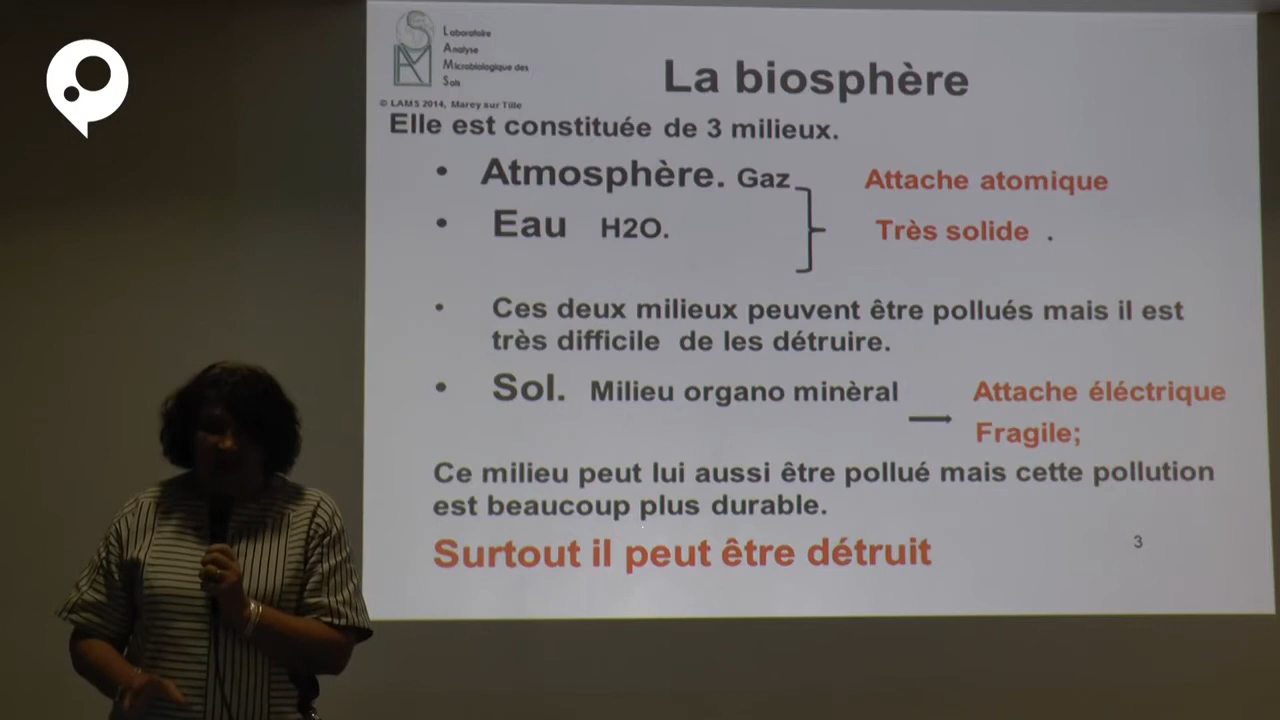 Laboratoire
Analyse
Microbiologique des
Sols
© LAMS 2014, Marey sur Tille
La biosphère
Elle est constituée de 3 milieux.
• Atmosphère. Gaz Attache atomique
• Eau H2O. Très solide .
• Ces deux milieux peuvent être pollués mais il est
très difficile de les détruire.
• Sol. Milieu organo minèral Attache éléctrique
Fragile;
Ce milieu peut lui aussi être pollué mais cette pollution
est beaucoup plus durable.
Surtout il peut être détruit
3